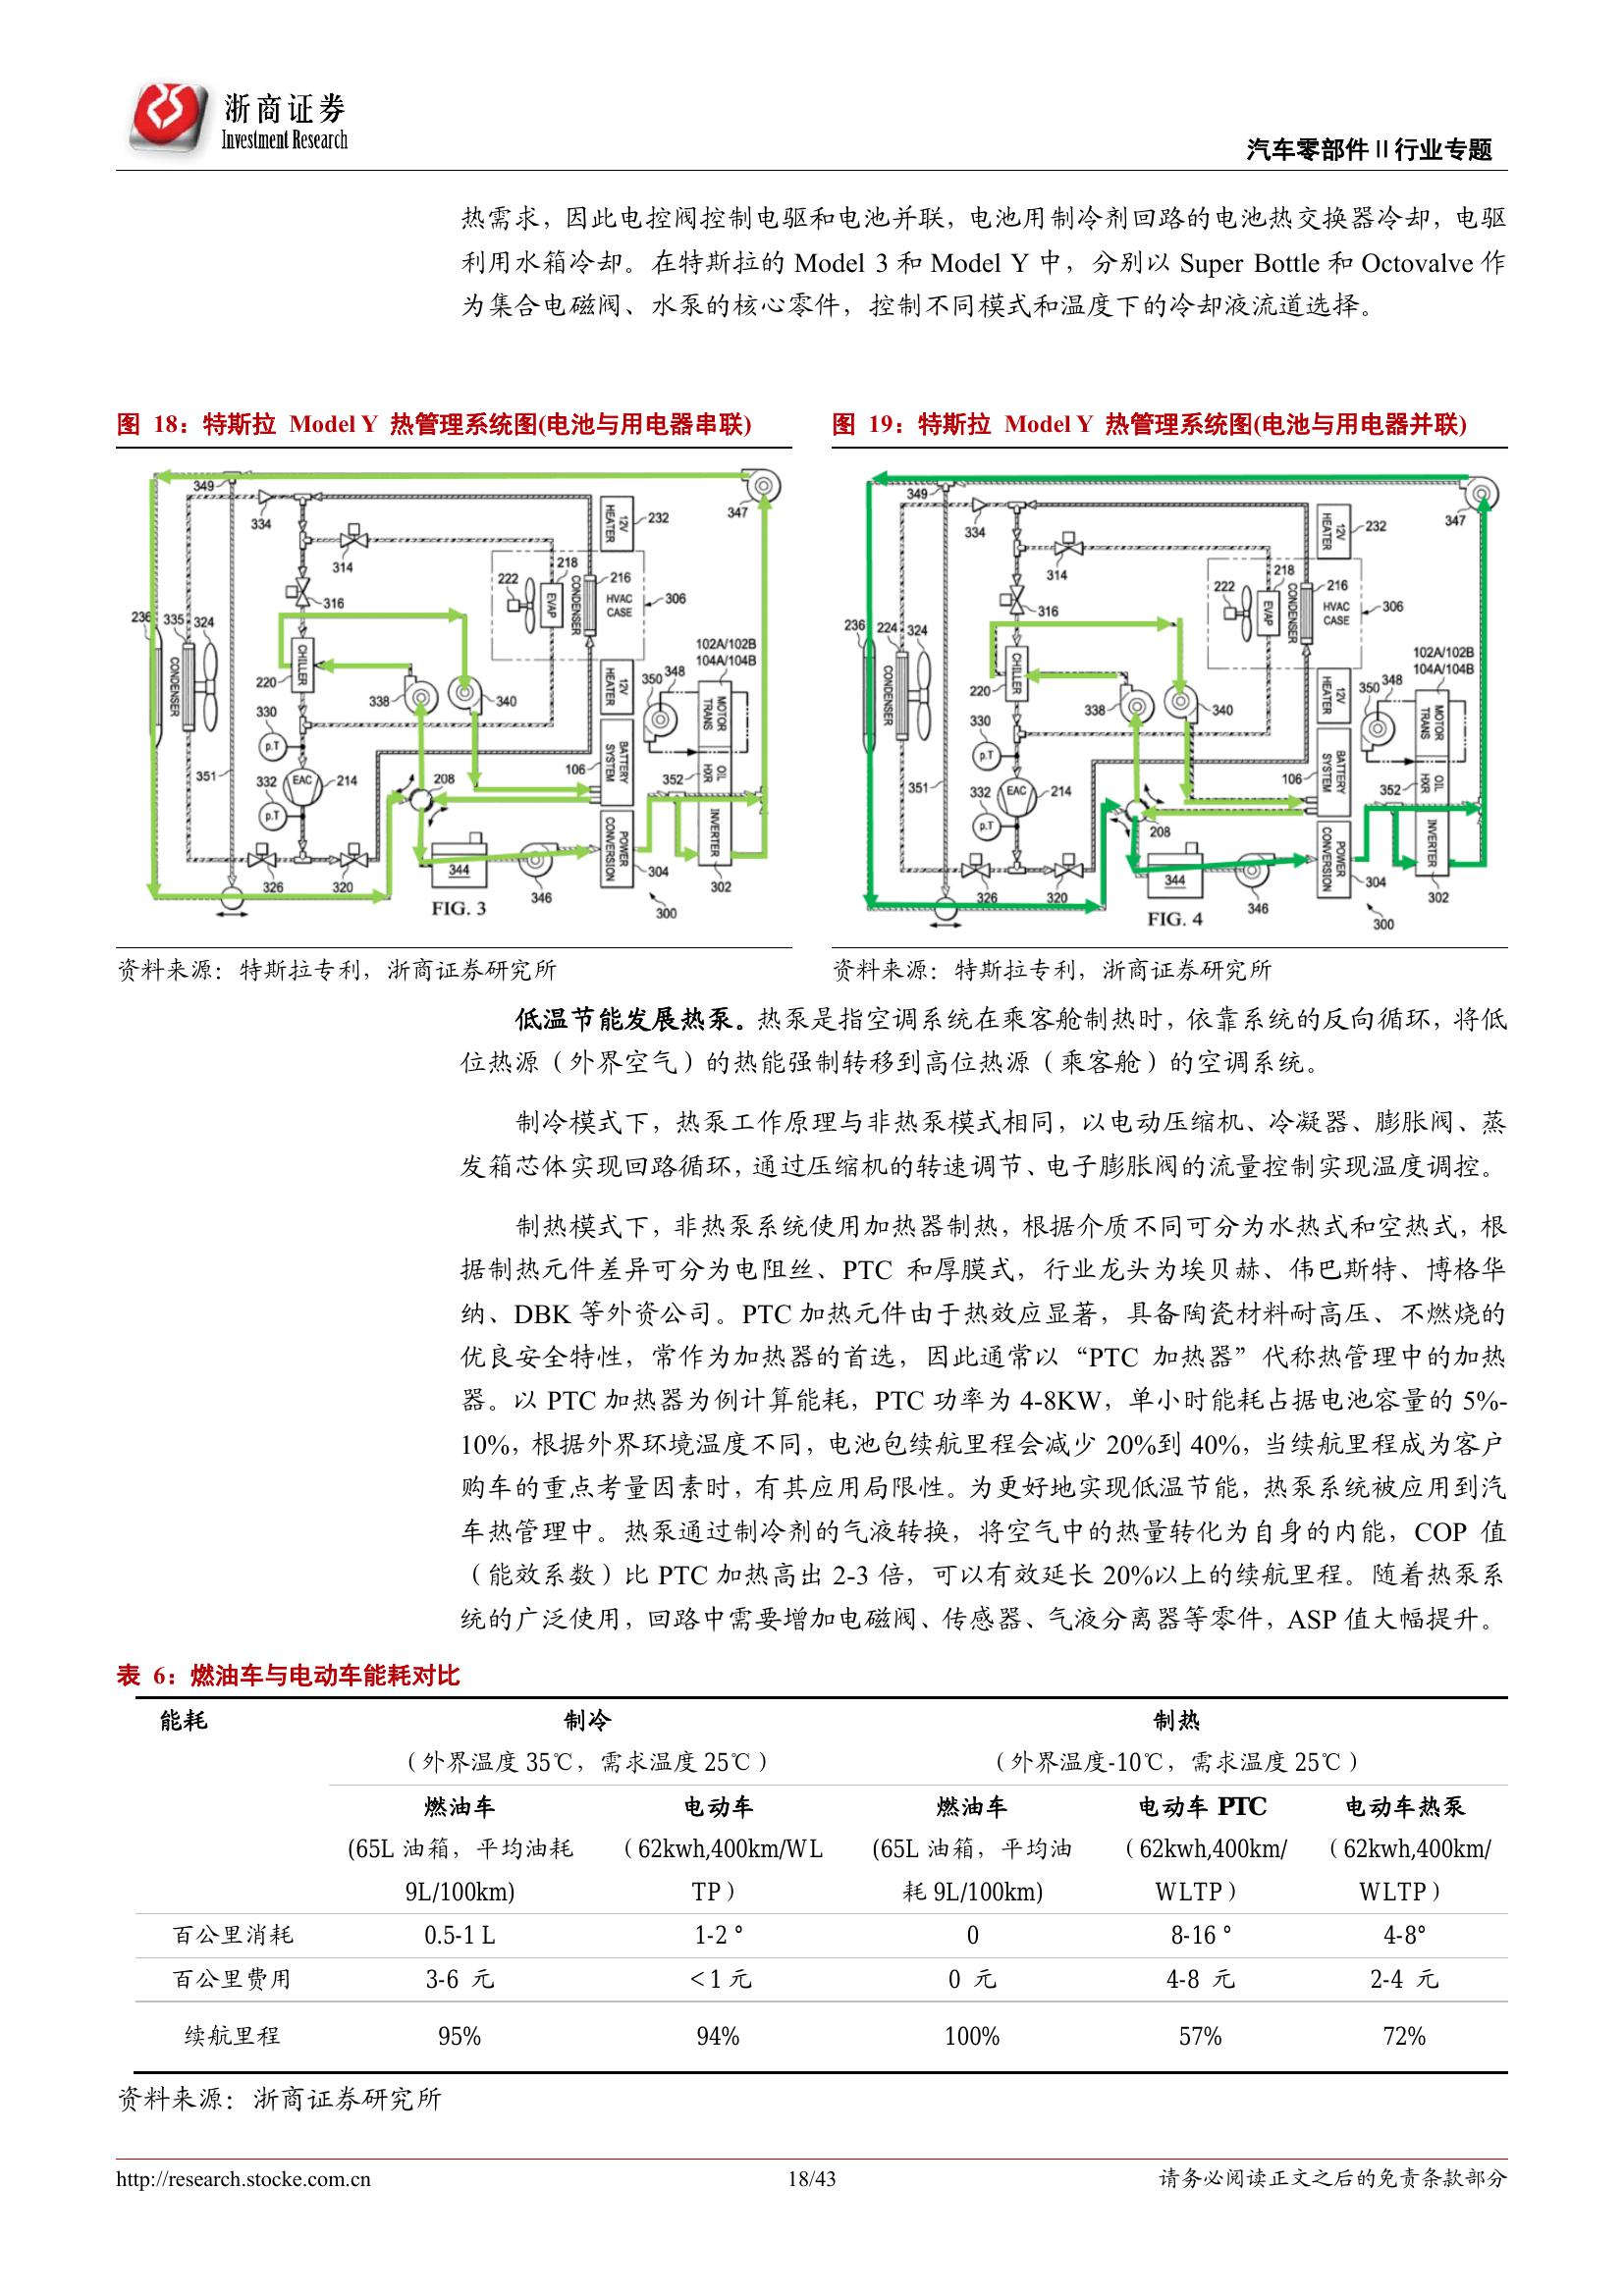 浙商证券
Investment Research
汽车零部件Ⅱ行业专题
热需求，因此电控阀控制电驱和电池并联，电池用制冷剂回路的电池热交换器冷却，电驱
利用水箱冷却。在特斯拉的 Model 3 和 Model Y 中，分别以 Super Bottle 和 Octovalve 作
为集合电磁阀、水泵的核心零件，控制不同模式和温度下的冷却液流道选择。
图 18：特斯拉 Model Y 热管理系统图(电池与用电器串联)
349
334
314
316
222
218
EVAP
CONDENSER
216
HVAC CASE
306
12V HEATER
232
347
236
335
324
CONDENSER
CHILLER
220
330
P.T
332
P.T
EAC
214
351
338
340
208
12V HEATER
BATTERY SYSTEM
106
POWER CONVERSION
304
350
348
102A/102B
104A/104B
MOTOR TRANS
OIL HXR
352
INVERTER
302
326
320
344
346
300
FIG. 3
资料来源：特斯拉专利，浙商证券研究所
图 19：特斯拉 Model Y 热管理系统图(电池与用电器并联)
349
334
314
316
222
218
EVAP
CONDENSER
216
HVAC CASE
306
12V HEATER
232
347
236
224
324
CONDENSER
CHILLER
220
330
P.T
332
P.T
EAC
214
351
338
340
208
12V HEATER
BATTERY SYSTEM
106
POWER CONVERSION
304
350
348
102A/102B
104A/104B
MOTOR TRANS
OIL HXR
352
INVERTER
302
326
320
344
346
300
FIG. 4
资料来源：特斯拉专利，浙商证券研究所
低温节能发展热泵。热泵是指空调系统在乘客舱制热时，依靠系统的反向循环，将低
位热源（外界空气）的热能强制转移到高位热源（乘客舱）的空调系统。
制冷模式下，热泵工作原理与非热泵模式相同，以电动压缩机、冷凝器、膨胀阀、蒸
发箱芯体实现回路循环，通过压缩机的转速调节、电子膨胀阀的流量控制实现温度调控。
制热模式下，非热泵系统使用加热器制热，根据介质不同可分为水热式和空热式，根
据制热元件差异可分为电阻丝、PTC 和厚膜式，行业龙头为埃贝赫、伟巴斯特、博格华
纳、DBK 等外资公司。PTC 加热元件由于热效应显著，具备陶瓷材料耐高压、不燃烧的
优良安全特性，常作为加热器的首选，因此通常以“PTC 加热器”代称热管理中的加热
器。以 PTC 加热器为例计算能耗，PTC 功率为 4-8KW，单小时能耗占据电池容量的 5%-
10%，根据外界环境温度不同，电池包续航里程会减少 20%到 40%，当续航里程成为客户
购车的重点考量因素时，有其应用局限性。为更好地实现低温节能，热泵系统被应用到汽
车热管理中。热泵通过制冷剂的气液转换，将空气中的热量转化为自身的内能，COP 值
（能效系数）比 PTC 加热高出 2-3 倍，可以有效延长 20%以上的续航里程。随着热泵系
统的广泛使用，回路中需要增加电磁阀、传感器、气液分离器等零件，ASP 值大幅提升。
表 6：燃油车与电动车能耗对比
能耗 制冷 制热
（外界温度 35℃，需求温度 25℃） （外界温度-10℃，需求温度 25℃）
燃油车 电动车 燃油车 电动车 PTC 电动车热泵
(65L 油箱，平均油耗 （62kwh,400km/WL (65L 油箱，平均油 （62kwh,400km/ （62kwh,400km/
9L/100km) TP） 耗 9L/100km) WLTP） WLTP）
百公里消耗 0.5-1 L 1-2 ° 0 8-16 ° 4-8°
百公里费用 3-6 元 <1 元 0 元 4-8 元 2-4 元
续航里程 95% 94% 100% 57% 72%
资料来源：浙商证券研究所
http://research.stocke.com.cn 18/43 请务必阅读正文之后的免责条款部分